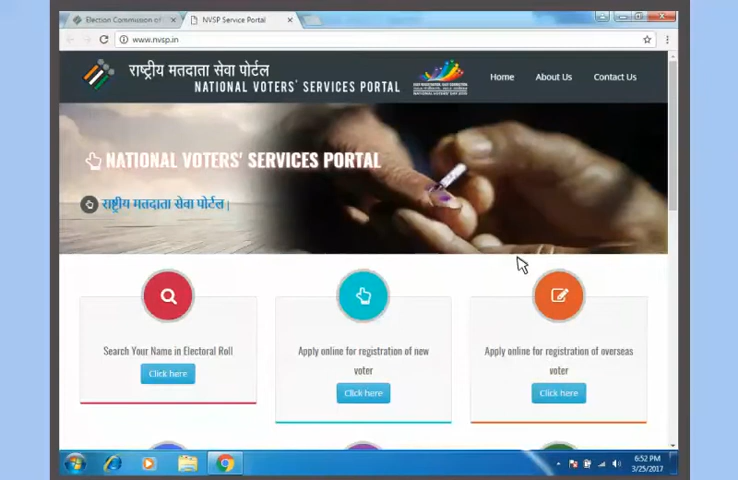 Election Commission of
NVSP Service Portal
www.nvsp.in
राष्ट्रीय मतदाता सेवा पोर्टल
NATIONAL VOTERS' SERVICES PORTAL
Home
About Us
Contact Us
NATIONAL VOTERS' SERVICES PORTAL
राष्ट्रीय मतदाता सेवा पोर्टल|
Search Your Name in Electoral Roll
Click here
Apply online for registration of new
voter
Click here
Apply online for registration of overseas
voter
Click here
6:52 PM
3/25/2017